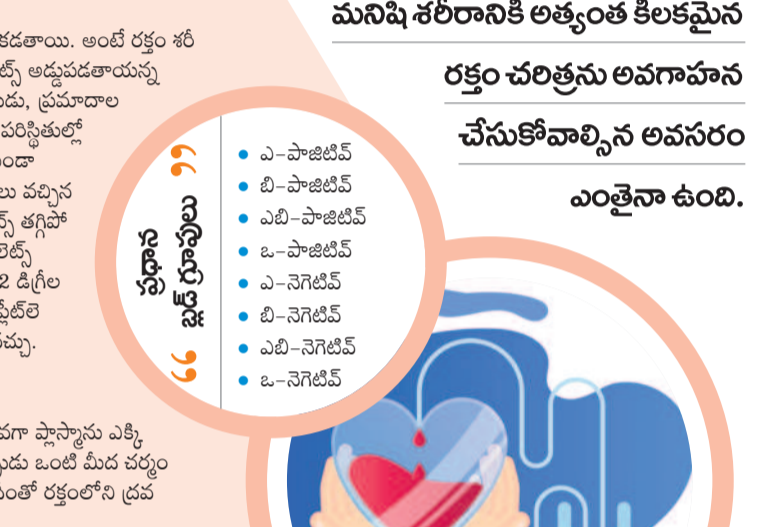 మనిషి శరీరానికి అత్యంత కీలకమైన
రక్తం చరిత్రను అవగాహన
చేసుకోవాల్సిన అవసరం
ఎంతైనా ఉంది.
కడతాయి. అంటే రక్తం శరీ
ట్స్ అడ్డుపడతాయన్న
డు, ప్రమాదాల
పరిస్థితుల్లో
ండా
లు వచ్చిన
న్స్ తగ్గిపో
లెట్స్
2 డిగ్రీల
ప్లేట్‌లె
చ్చు.
ప్రధాన
బ్లడ్ గ్రూపులు
• ఎ-పాజిటివ్
• బి-పాజిటివ్
• ఎబి-పాజిటివ్
• ఒ-పాజిటివ్
• ఎ-నెగెటివ్
• బి-నెగెటివ్
• ఎబి-నెగెటివ్
• ఒ-నెగెటివ్
వగా ప్లాస్మాను ఎక్కి
డు ఒంటి మీద చర్మం
ంతో రక్తంలోని ద్రవ